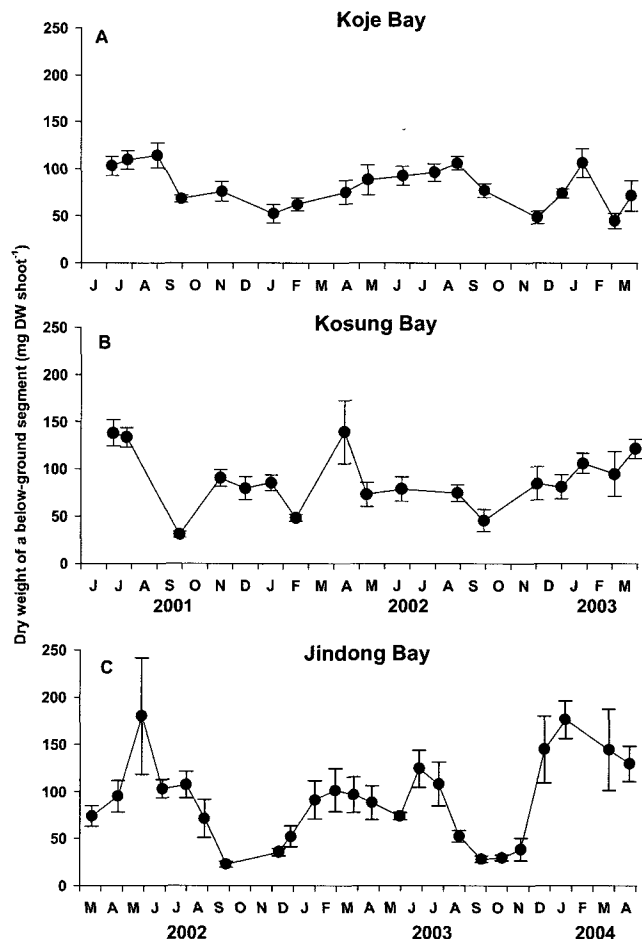 Koje Bay
A
250
200
150
100
50
0
J J A S O N D J F M A M J J A S O N D J F M
Kosung Bay
B
250
200
150
100
50
0
J J A S O N D J F M A M J J A S O N D J F M
2001 2002 2003
Jindong Bay
C
250
200
150
100
50
0
M A M J J A S O N D J F M A M J J A S O N D J F M A
2002 2003 2004
Dry weight of a below-ground segment (mg DW shoot⁻¹)